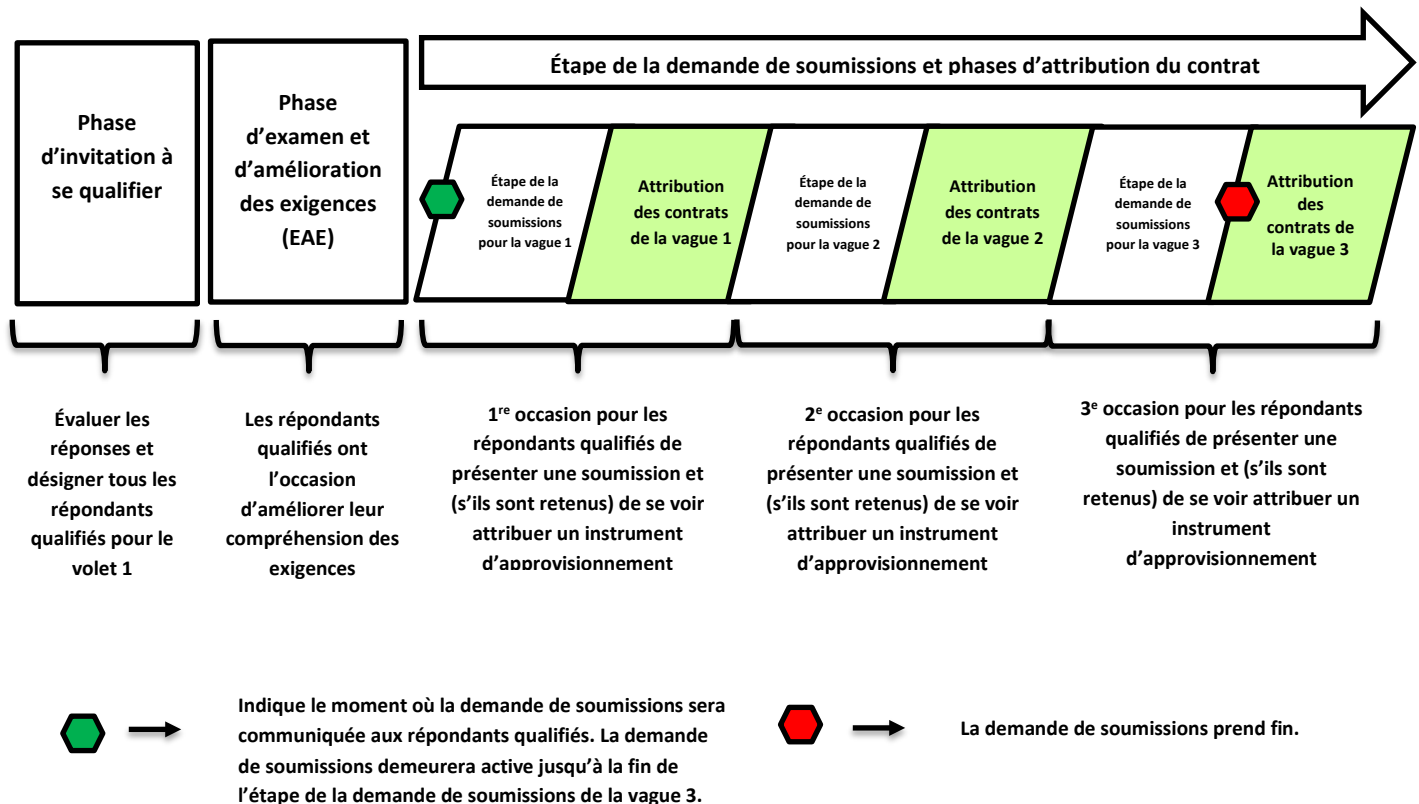 Étape de la demande de soumissions et phases d’attribution du contrat
Phase
d’invitation à
se qualifier
Phase
d’examen et
d’amélioration
des exigences
(EAE)
Étape de la
demande de
soumissions
pour la vague 1
Attribution
des contrats
de la vague 1
Étape de la
demande de
soumissions
pour la vague 2
Attribution
des contrats
de la vague 2
Étape de la
demande de
soumissions
pour la vague 3
Attribution
des
contrats de
la vague 3
Évaluer les
réponses et
désigner tous les
répondants
qualifiés pour le
volet 1
Les répondants
qualifiés ont
l’occasion
d’améliorer leur
compréhension des
exigences
1re occasion pour les
répondants qualifiés de
présenter une soumission et
(s’ils sont retenus) de se voir
attribuer un instrument
d’approvisionnement
2e occasion pour les
répondants qualifiés de
présenter une soumission et
(s’ils sont retenus) de se voir
attribuer un instrument
d’approvisionnement
3e occasion pour les répondants
qualifiés de présenter une
soumission et (s’ils sont
retenus) de se voir attribuer un
instrument
d’approvisionnement
Indique le moment où la demande de soumissions sera
communiquée aux répondants qualifiés. La demande
de soumissions demeurera active jusqu’à la fin de
l’étape de la demande de soumissions de la vague 3.
La demande de soumissions prend fin.